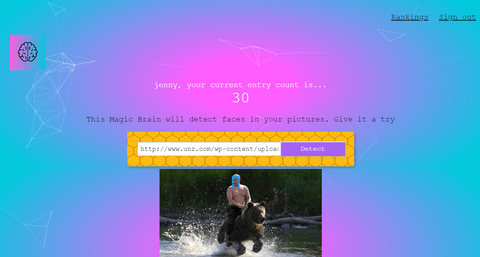 Rankings Sign out
jenny, your current entry count is...
30
This Magic Brain will detect faces in your pictures. Give it a try
http://www.unz.com/wp-content/upload Detect